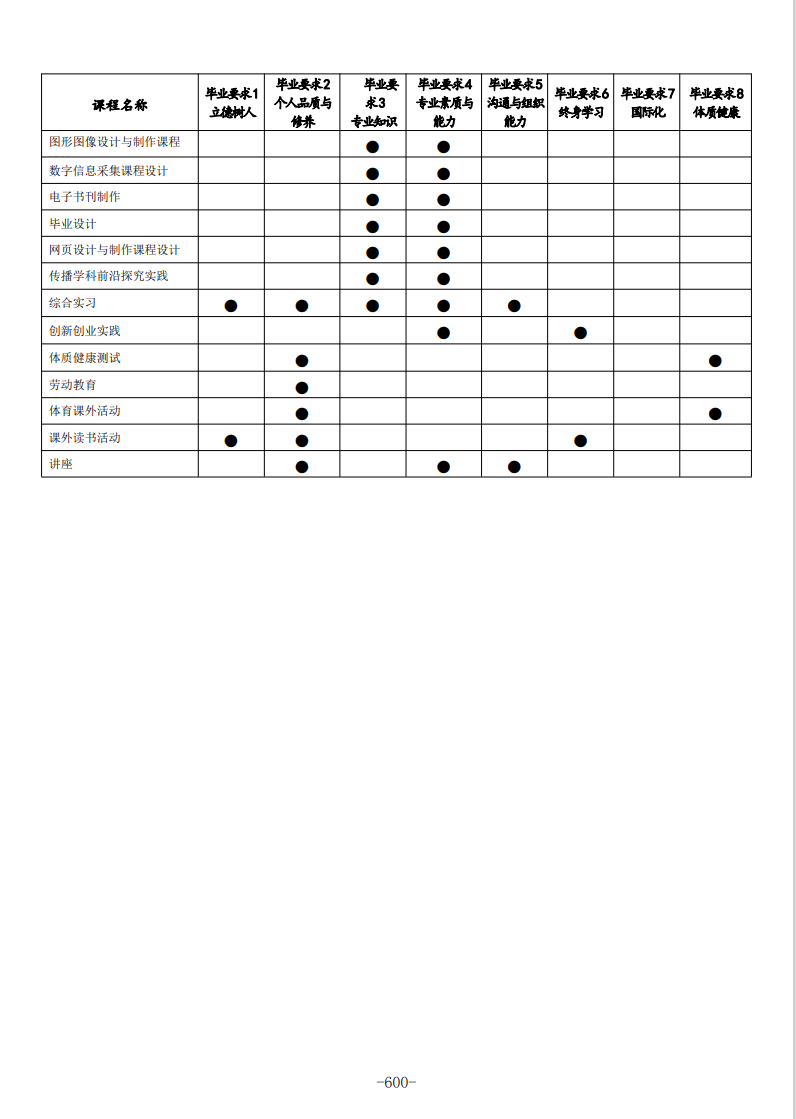 课程名称 毕业要求1 立德树人 毕业要求2 个人品质与修养 毕业要求3 专业知识 毕业要求4 专业素质与能力 毕业要求5 沟通与组织能力 毕业要求6 终身学习 毕业要求7 国际化 毕业要求8 体质健康
图形图像设计与制作课程 ● ●
数字信息采集课程设计 ● ●
电子书刊制作 ● ●
毕业设计 ● ●
网页设计与制作课程设计 ● ●
传播学科前沿探究实践 ● ●
综合实习 ● ● ● ● ●
创新创业实践 ● ●
体质健康测试 ● ●
劳动教育 ●
体育课外活动 ● ●
课外读书活动 ● ● ●
讲座 ● ● ●
-600-